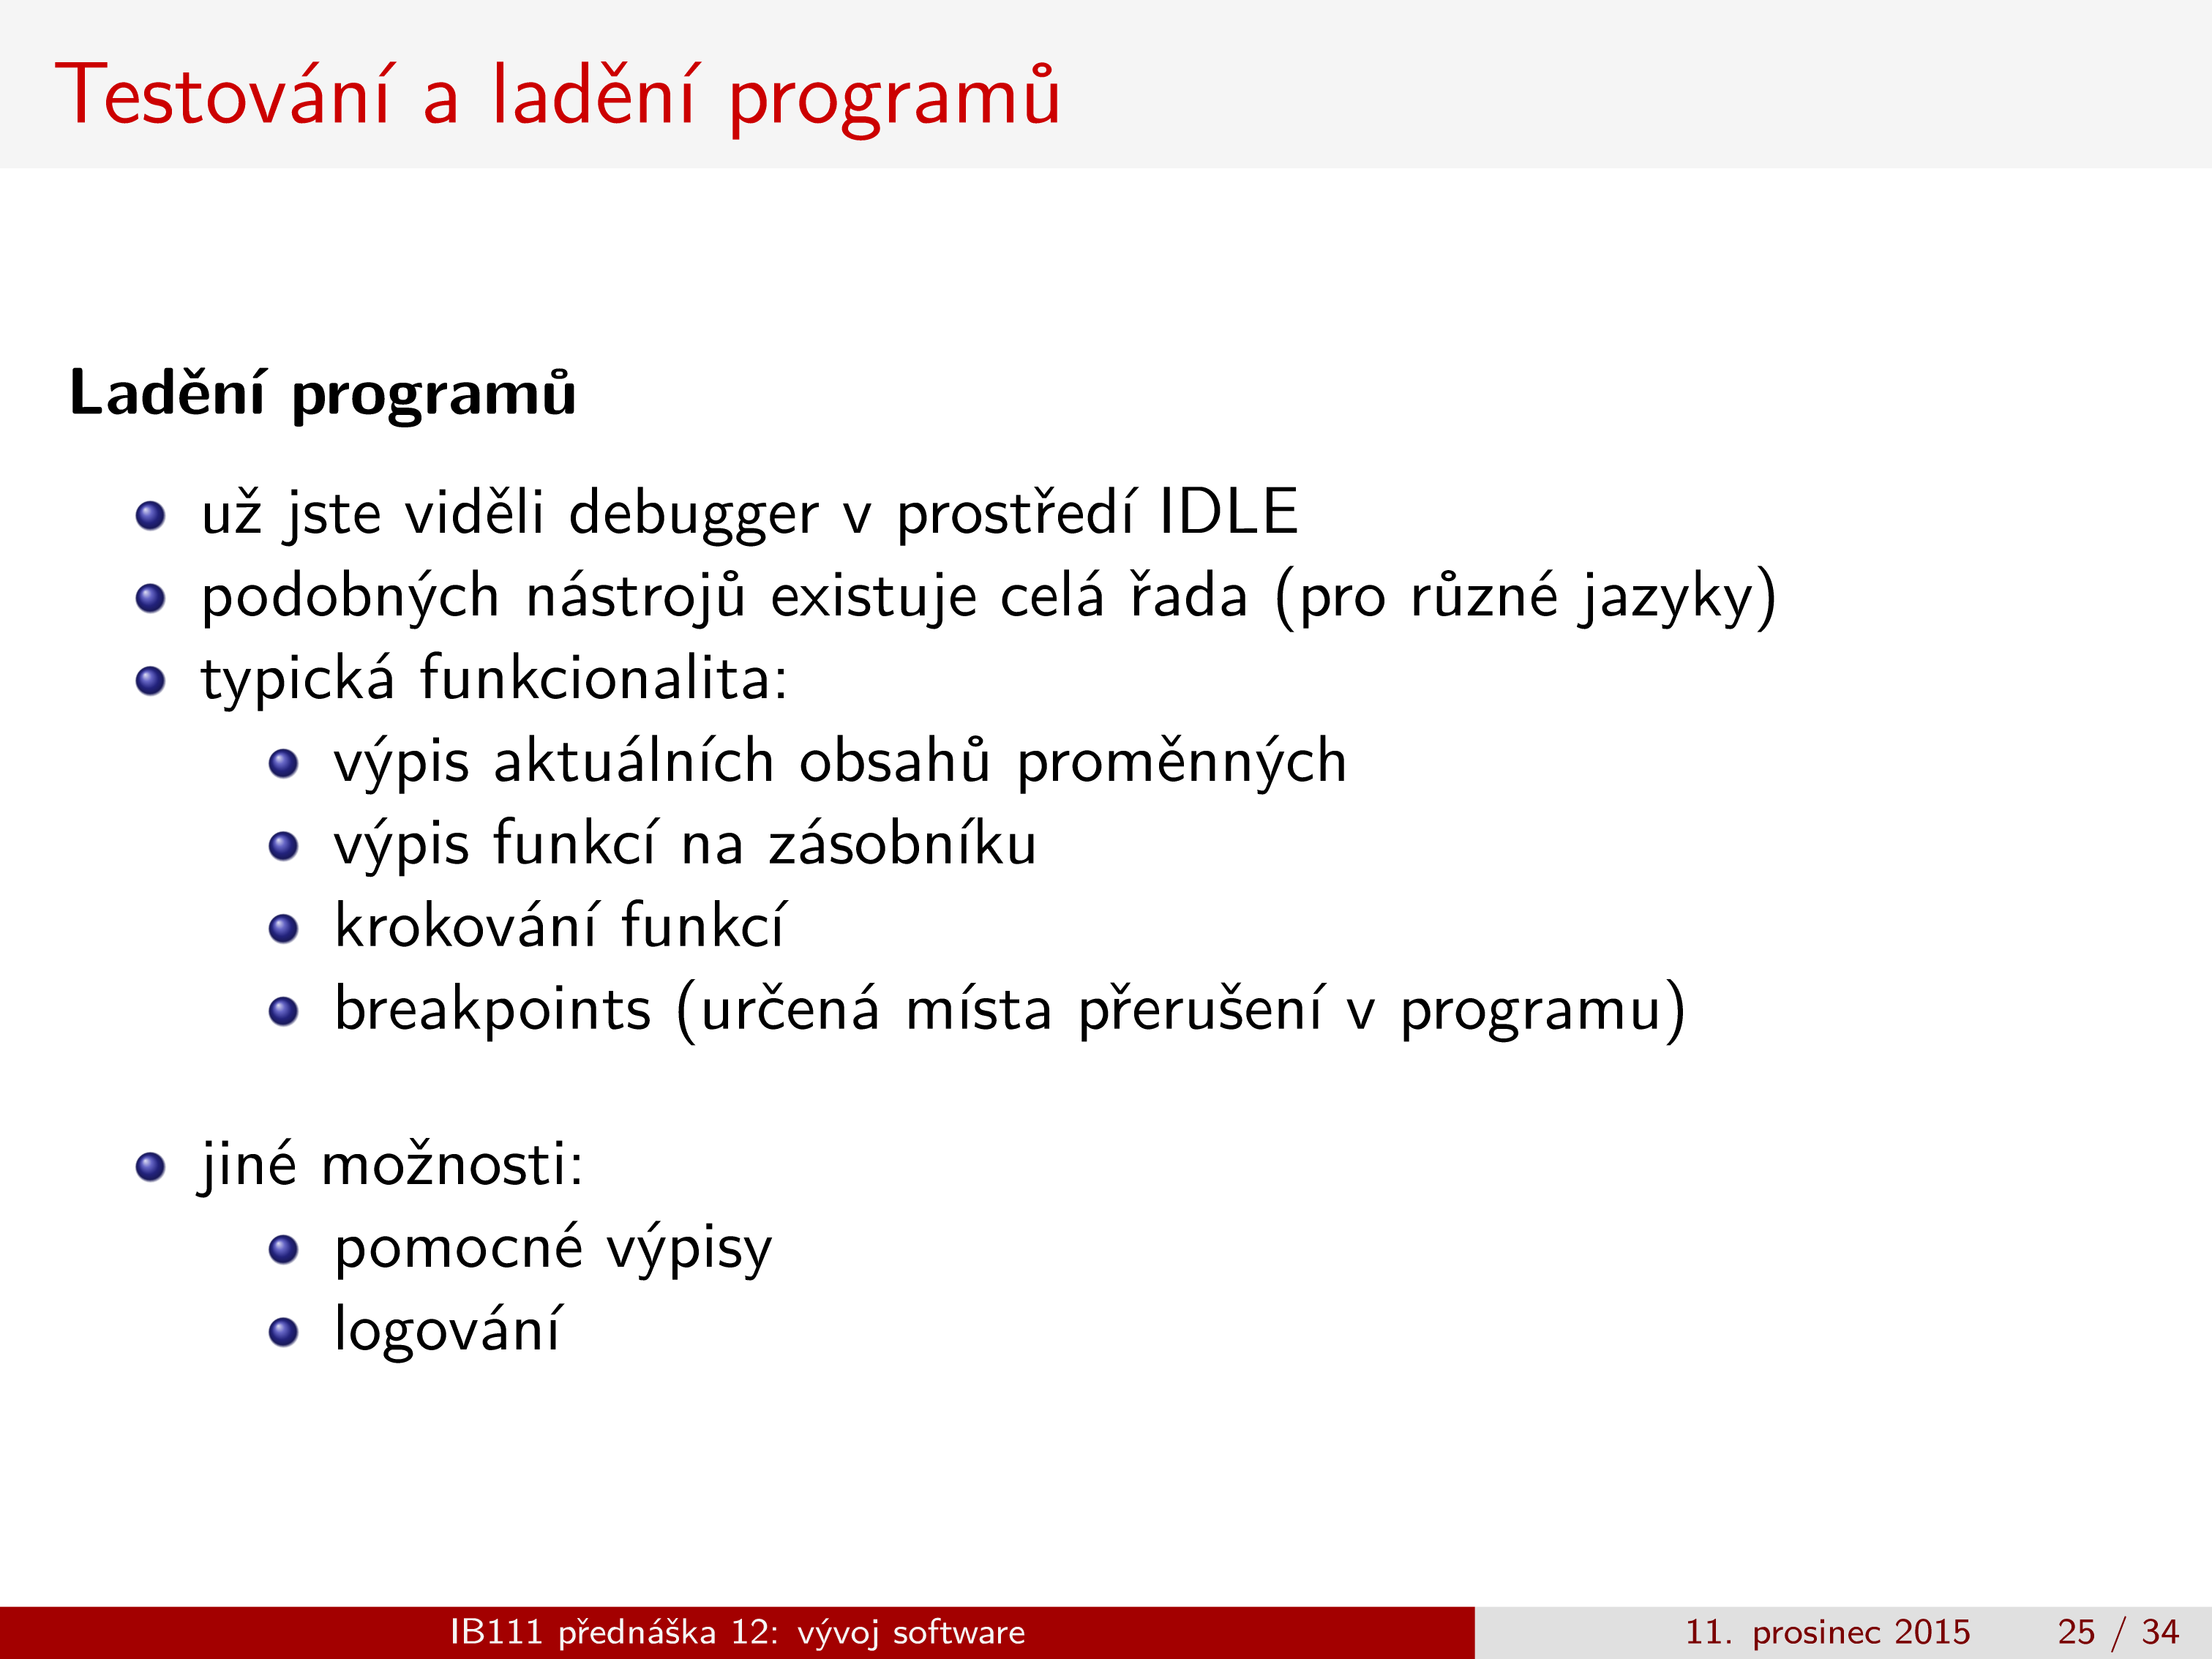 Testování a ladění programů
Ladění programů
už jste viděli debugger v prostředí IDLE
podobných nástrojů existuje celá řada (pro různé jazyky)
typická funkcionalita:
výpis aktuálních obsahů proměnných
výpis funkcí na zásobníku
krokování funkcí
breakpoints (určená místa přerušení v programu)
jiné možnosti:
pomocné výpisy
logování
IB111 přednáška 12: vývoj software 11. prosinec 2015 25 / 34